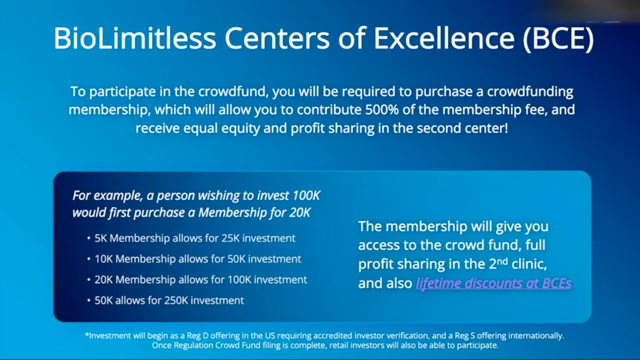 BioLimitless Centers of Excellence (BCE)
To participate in the crowdfund, you will be required to purchase a crowdfunding
membership, which will allow you to contribute 500% of the membership fee, and
receive equal equity and profit sharing in the second center!
For example, a person wishing to invest 100K
would first purchase a Membership for 20K
• 5K Membership allows for 25K investment
• 10K Membership allows for 50K investment
• 20K Membership allows for 100K investment
• 50K allows for 250K investment
The membership will give you
access to the crowd fund, full
profit sharing in the 2nd clinic,
and also lifetime discounts at BCEs
*Investment will begin as a Reg D offering in the US requiring accredited investor verification, and a Reg S offering internationally.
Once Regulation Crowd Fund filing is complete, retail investors will also be able to participate.